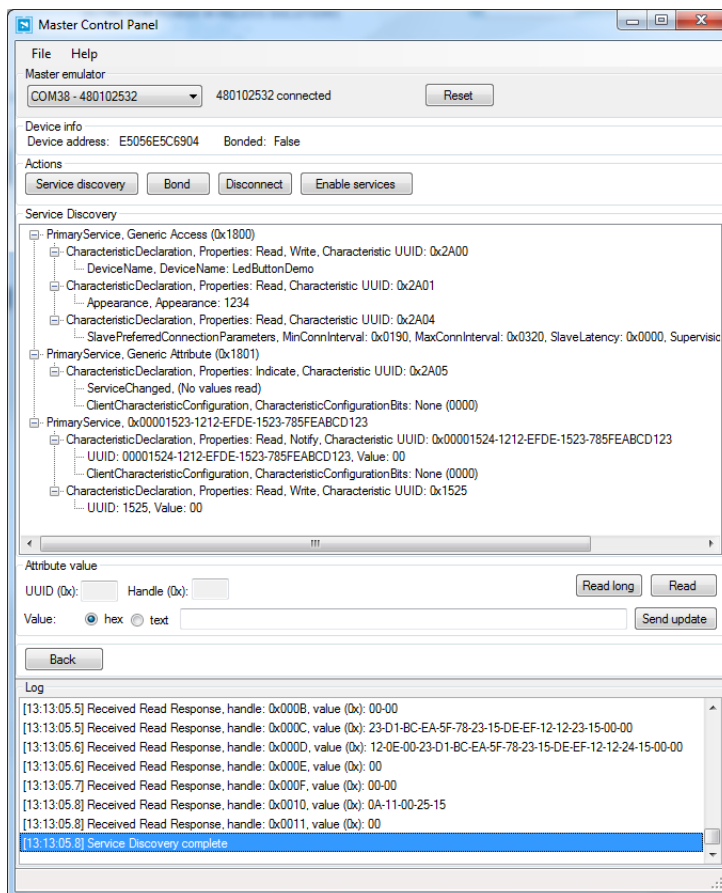 Master Control Panel
File Help
Master emulator
COM38 - 480102532 480102532 connected Reset
Device info
Device address: E5056E5C6904 Bonded: False
Actions
Service discovery Bond Disconnect Enable services
Service Discovery
PrimaryService, Generic Access (0x1800)
CharacteristicDeclaration, Properties: Read, Write, Characteristic UUID: 0x2A00
DeviceName, DeviceName: LedButtonDemo
CharacteristicDeclaration, Properties: Read, Characteristic UUID: 0x2A01
Appearance, Appearance: 1234
CharacteristicDeclaration, Properties: Read, Characteristic UUID: 0x2A04
SlavePreferredConnectionParameters, MinConnInterval: 0x0190, MaxConnInterval: 0x0320, SlaveLatency: 0x0000, Supervisic
PrimaryService, Generic Attribute (0x1801)
CharacteristicDeclaration, Properties: Indicate, Characteristic UUID: 0x2A05
ServiceChanged, (No values read)
ClientCharacteristicConfiguration, CharacteristicConfigurationBits: None (0000)
PrimaryService, 0x00001523-1212-EFDE-1523-785FEABCD123
CharacteristicDeclaration, Properties: Read, Notify, Characteristic UUID: 0x00001524-1212-EFDE-1523-785FEABCD123
UUID: 00001524-1212-EFDE-1523-785FEABCD123, Value: 00
ClientCharacteristicConfiguration, CharacteristicConfigurationBits: None (0000)
CharacteristicDeclaration, Properties: Read, Write, Characteristic UUID: 0x1525
UUID: 1525, Value: 00
Attribute value
UUID (0x): Handle (0x): Read long Read
Value: hex text Send update
Back
Log
[13:13:05.5] Received Read Response, handle: 0x000B, value (0x): 00-00
[13:13:05.5] Received Read Response, handle: 0x000C, value (0x): 23-D1-BC-EA-5F-78-23-15-DE-EF-12-12-23-15-00-00
[13:13:05.6] Received Read Response, handle: 0x000D, value (0x): 12-0E-00-23-D1-BC-EA-5F-78-23-15-DE-EF-12-12-24-15-00-00
[13:13:05.6] Received Read Response, handle: 0x000E, value (0x): 00
[13:13:05.7] Received Read Response, handle: 0x000F, value (0x): 00-00
[13:13:05.8] Received Read Response, handle: 0x0010, value (0x): 0A-11-00-25-15
[13:13:05.8] Received Read Response, handle: 0x0011, value (0x): 00
[13:13:05.8] Service Discovery complete